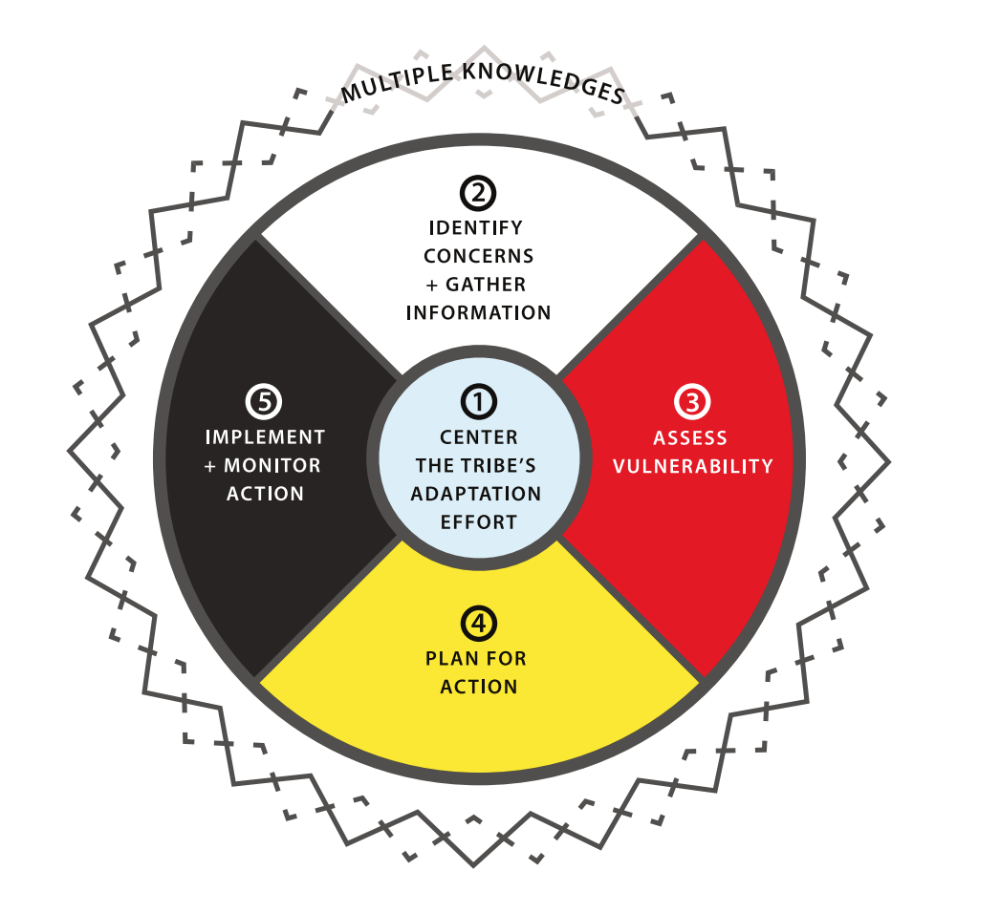 MULTIPLE KNOWLEDGES
2
IDENTIFY
CONCERNS
+ GATHER
INFORMATION
1
CENTER
THE TRIBE'S
ADAPTATION
EFFORT
3
ASSESS
VULNERABILITY
4
PLAN FOR
ACTION
5
IMPLEMENT
+ MONITOR
ACTION